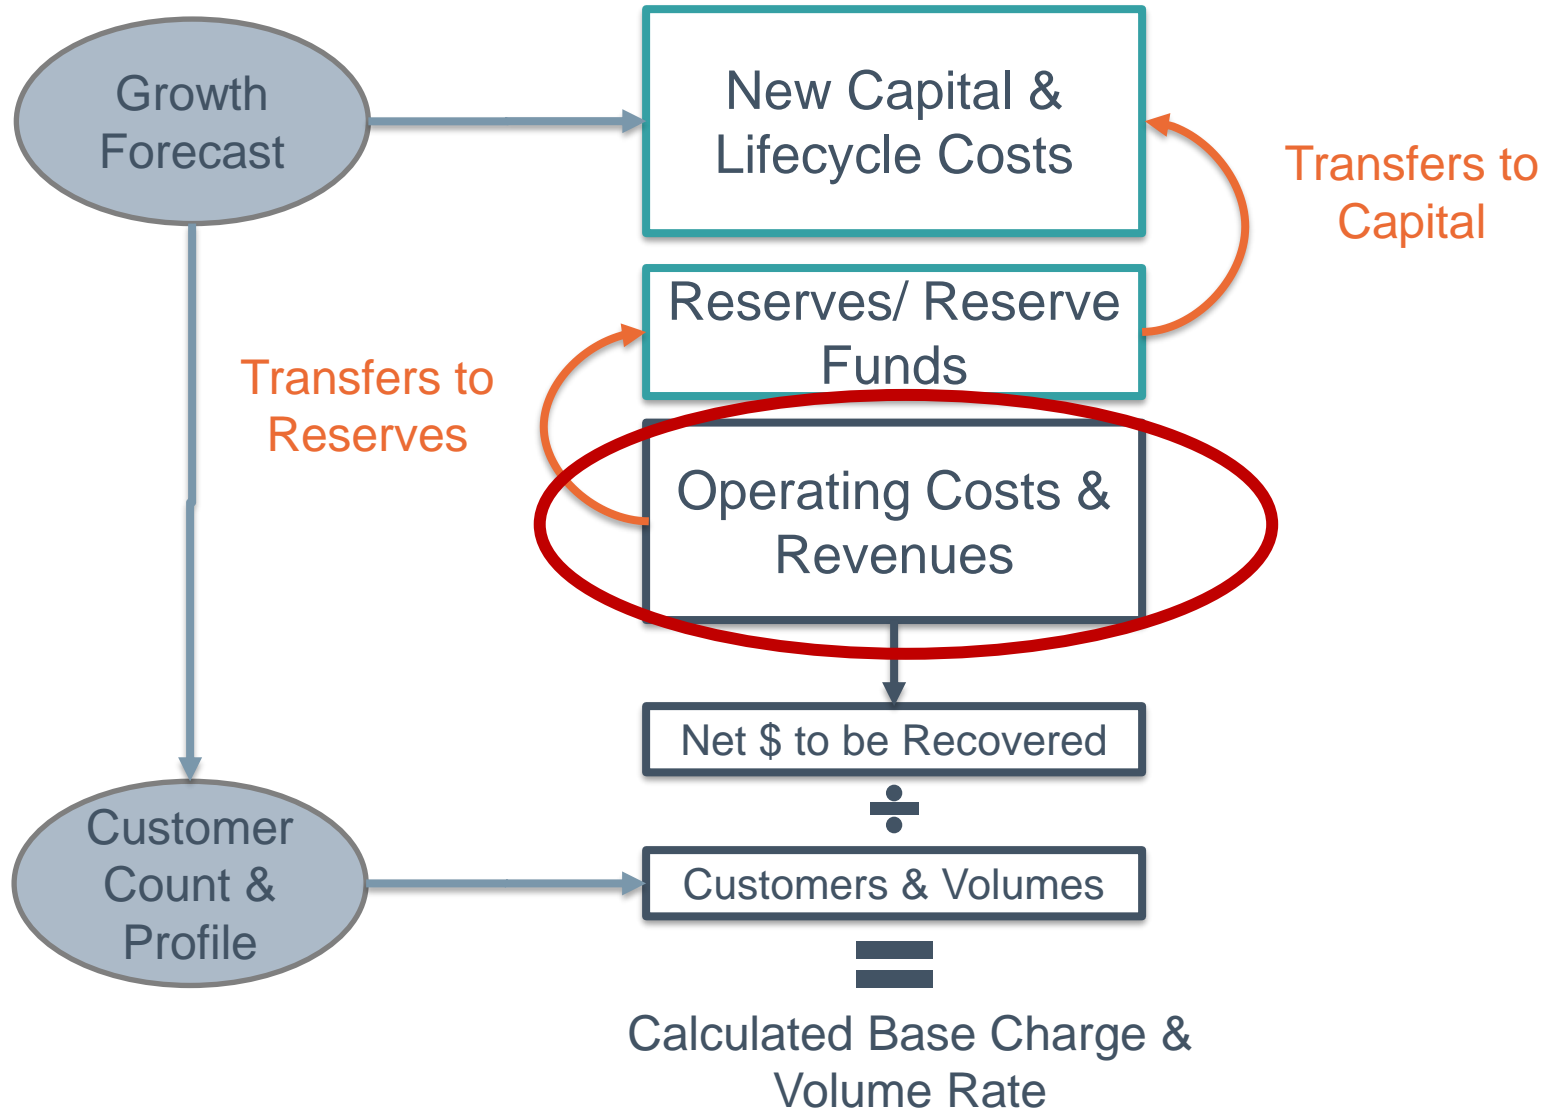 Growth
Forecast
New Capital &
Lifecycle Costs
Transfers to
Capital
Reserves/ Reserve
Funds
Transfers to
Reserves
Operating Costs &
Revenues
Net $ to be Recovered
÷
Customer
Count &
Profile
Customers & Volumes
=
Calculated Base Charge &
Volume Rate